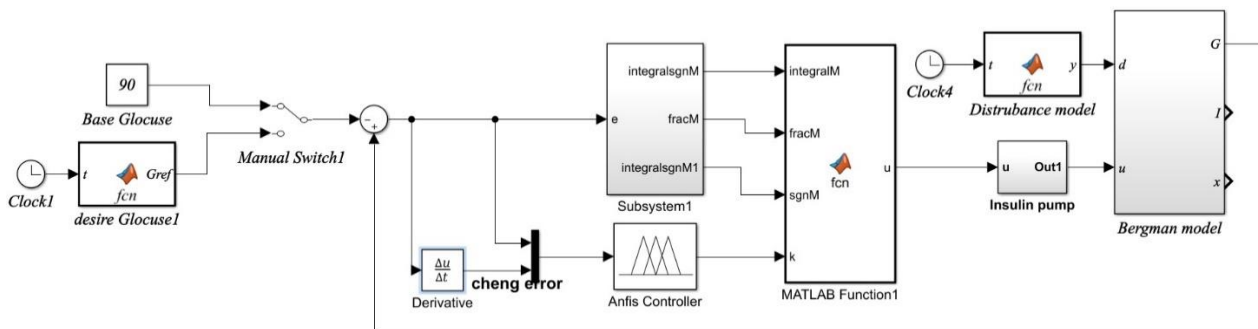 90
Base Glocuse
Clock1
t
fcn
Gref
desire Glocuse1
Manual Switch1
-
+
Δu
Δt
Derivative
cheng error
e
integralsgnM
fracM
integralsgnM1
Subsystem1
Anfis Controller
integralM
fracM
sgnM
k
fcn
u
MATLAB Function1
Clock4
t
fcn
y
Distrubance model
u
Out1
Insulin pump
d
u
G
I
x
Bergman model